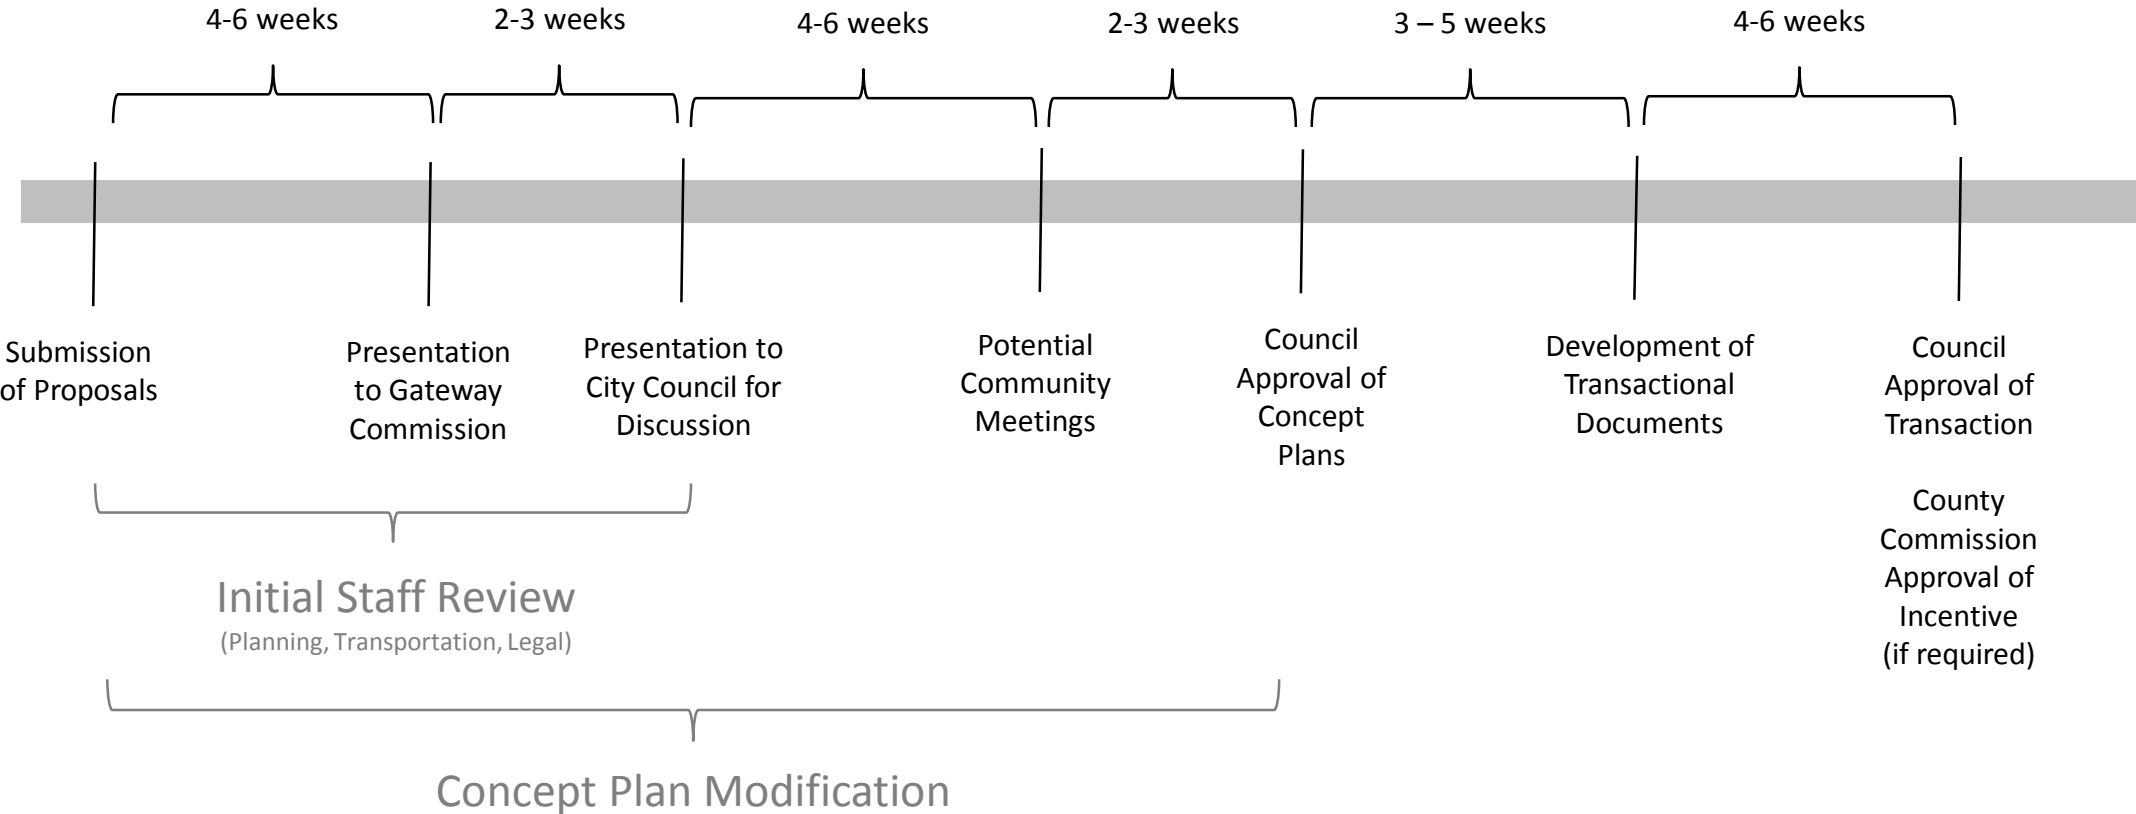 4-6 weeks
2-3 weeks
4-6 weeks
2-3 weeks
3 – 5 weeks
4-6 weeks
Submission
of Proposals
Presentation
to Gateway
Commission
Presentation to
City Council for
Discussion
Potential
Community
Meetings
Council
Approval of
Concept
Plans
Development of
Transactional
Documents
Council
Approval of
Transaction
County
Commission
Approval of
Incentive
(if required)
Initial Staff Review
(Planning, Transportation, Legal)
Concept Plan Modification